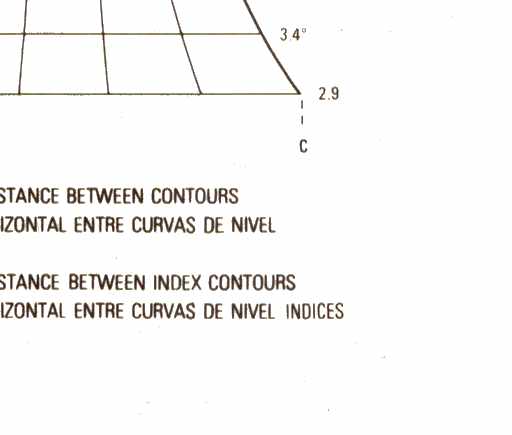 3.4°
2.9
C
STANCE BETWEEN CONTOURS
IZONTAL ENTRE CURVAS DE NIVEL
STANCE BETWEEN INDEX CONTOURS
IZONTAL ENTRE CURVAS DE NIVEL INDICES